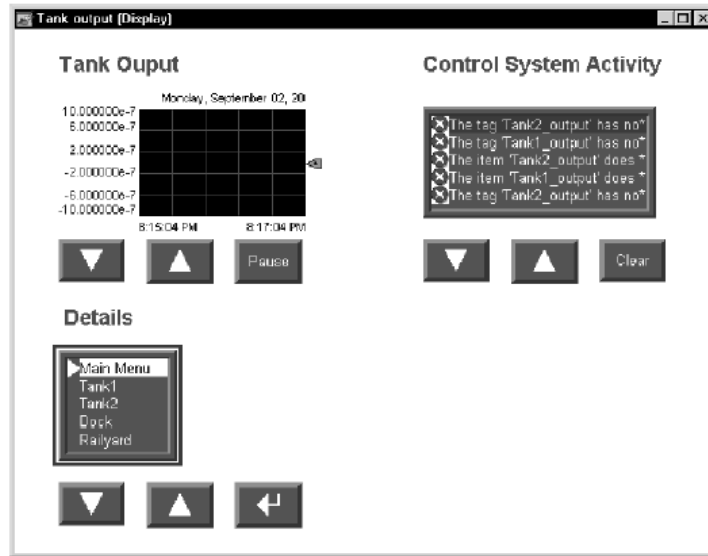 Tank output (Display)
Tank Ouput
Monday, September 02, 20
10.000000e-7
6.000000e-7
2.000000e-7
-2.000000e-7
-6.000000e-7
-10.000000e-7
8:15:04 PM 8:17:04 PM
Pause
Control System Activity
The tag 'Tank2_output' has no*
The tag 'Tank1_output' has no*
The item 'Tank2_output' does *
The item 'Tank1_output' does *
The tag 'Tank2_output' has no*
Clear
Details
Main Menu
Tank1
Tank2
Dock
Railyard